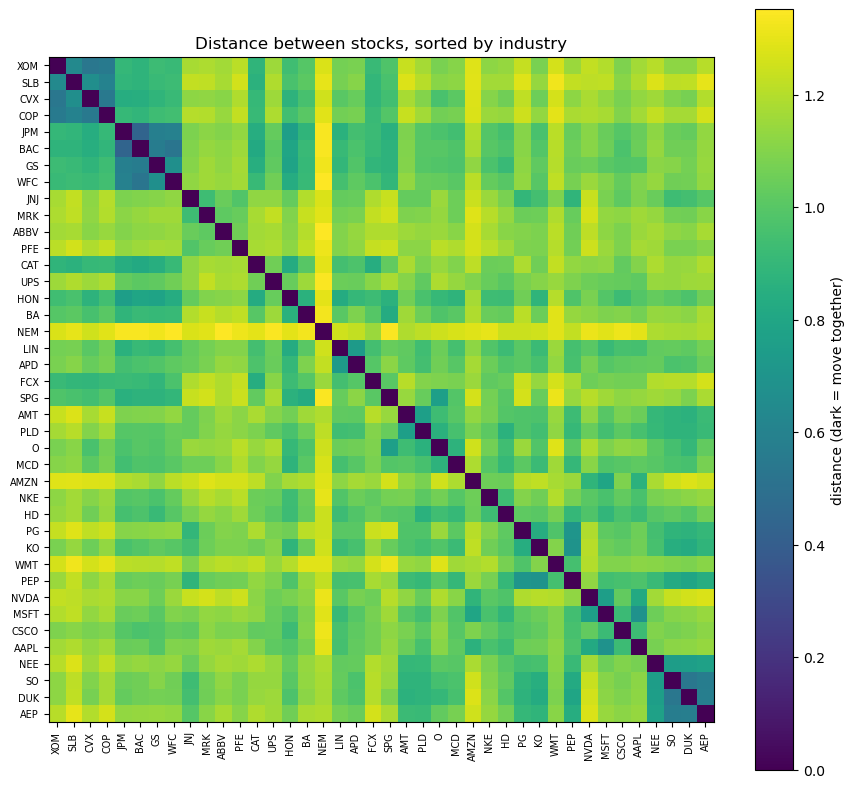 Distance between stocks, sorted by industry
XOM
SLB
CVX
COP
JPM
BAC
GS
WFC
JNJ
MRK
ABBV
PFE
CAT
UPS
HON
BA
NEM
LIN
APD
FCX
SPG
AMT
PLD
O
MCD
AMZN
NKE
HD
PG
KO
WMT
PEP
NVDA
MSFT
CSCO
AAPL
NEE
SO
DUK
AEP
XOM SLB CVX COP JPM BAC GS WFC JNJ MRK ABBV PFE CAT UPS HON BA NEM LIN APD FCX SPG AMT PLD O MCD AMZN NKE HD PG KO WMT PEP NVDA MSFT CSCO AAPL NEE SO DUK AEP
1.2
1.0
0.8
0.6
0.4
0.2
0.0
distance (dark = move together)